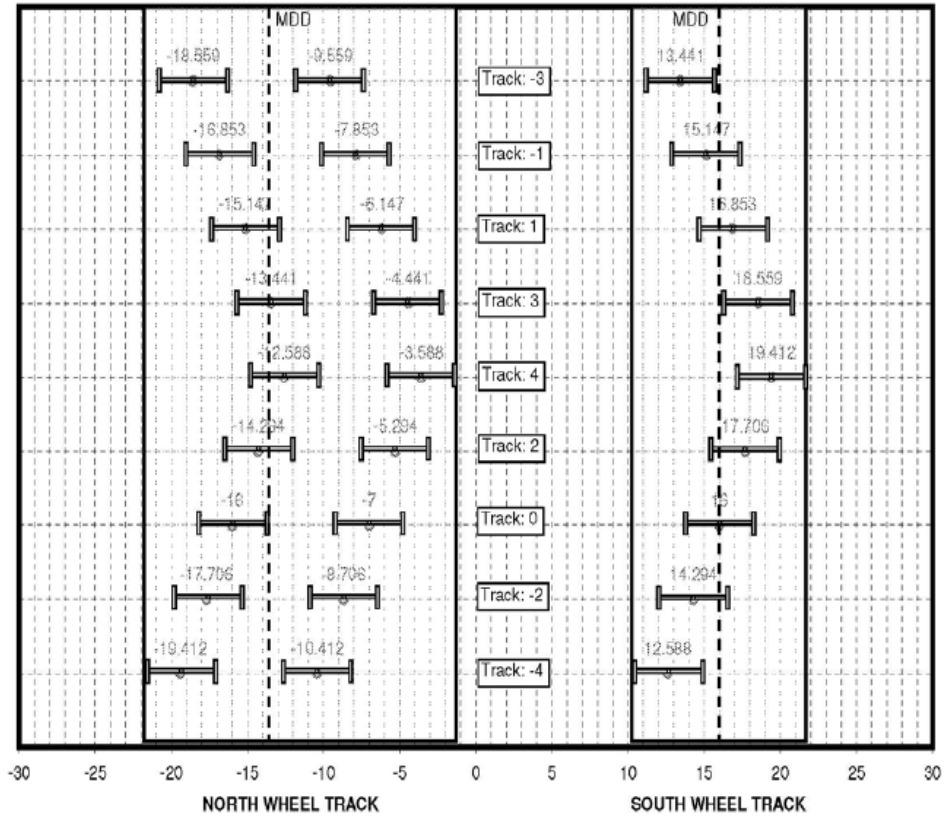 MDD MDD
-18.559 -9.559 Track: -3 13.441
-16.853 -7.853 Track: -1 15.147
-15.147 -6.147 Track: 1 16.853
-13.441 -4.441 Track: 3 18.559
-12.588 -3.588 Track: 4 19.412
-14.294 -5.294 Track: 2 17.706
-16 -7 Track: 0 16
-17.706 -8.706 Track: -2 14.294
-19.412 -10.412 Track: -4 12.588
-30 -25 -20 -15 -10 -5 0 5 10 15 20 25 30
NORTH WHEEL TRACK SOUTH WHEEL TRACK